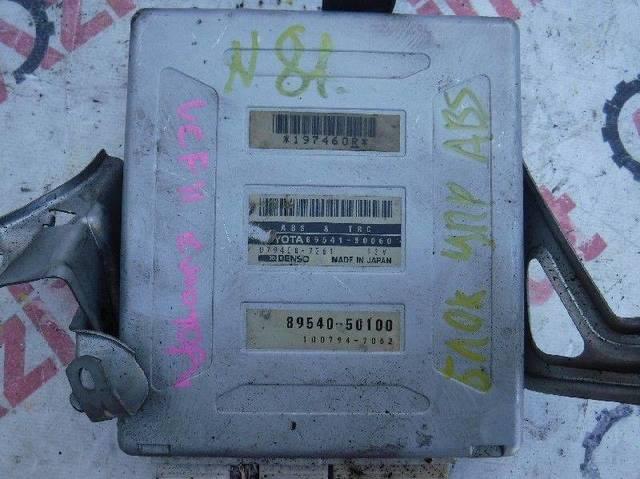 N 81.
*197460R*
ABS & TRC
TOYOTA 89541-50060
079400-7261 12V
DENSO MADE IN JAPAN
89540-50100
100794-7062
UCF11
БЛОК УПР ABS